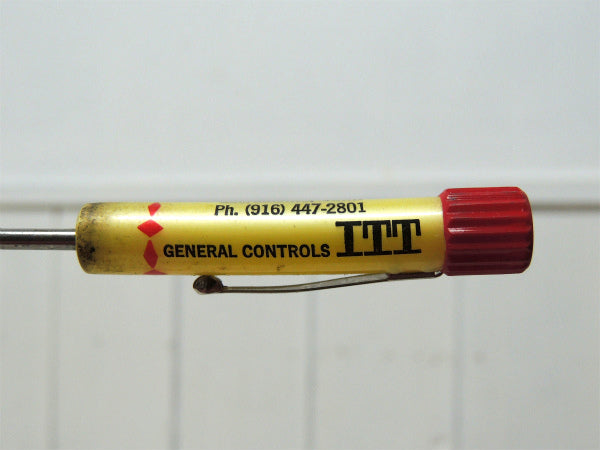 Ph. (916) 447-2801
GENERAL CONTROLS ITT